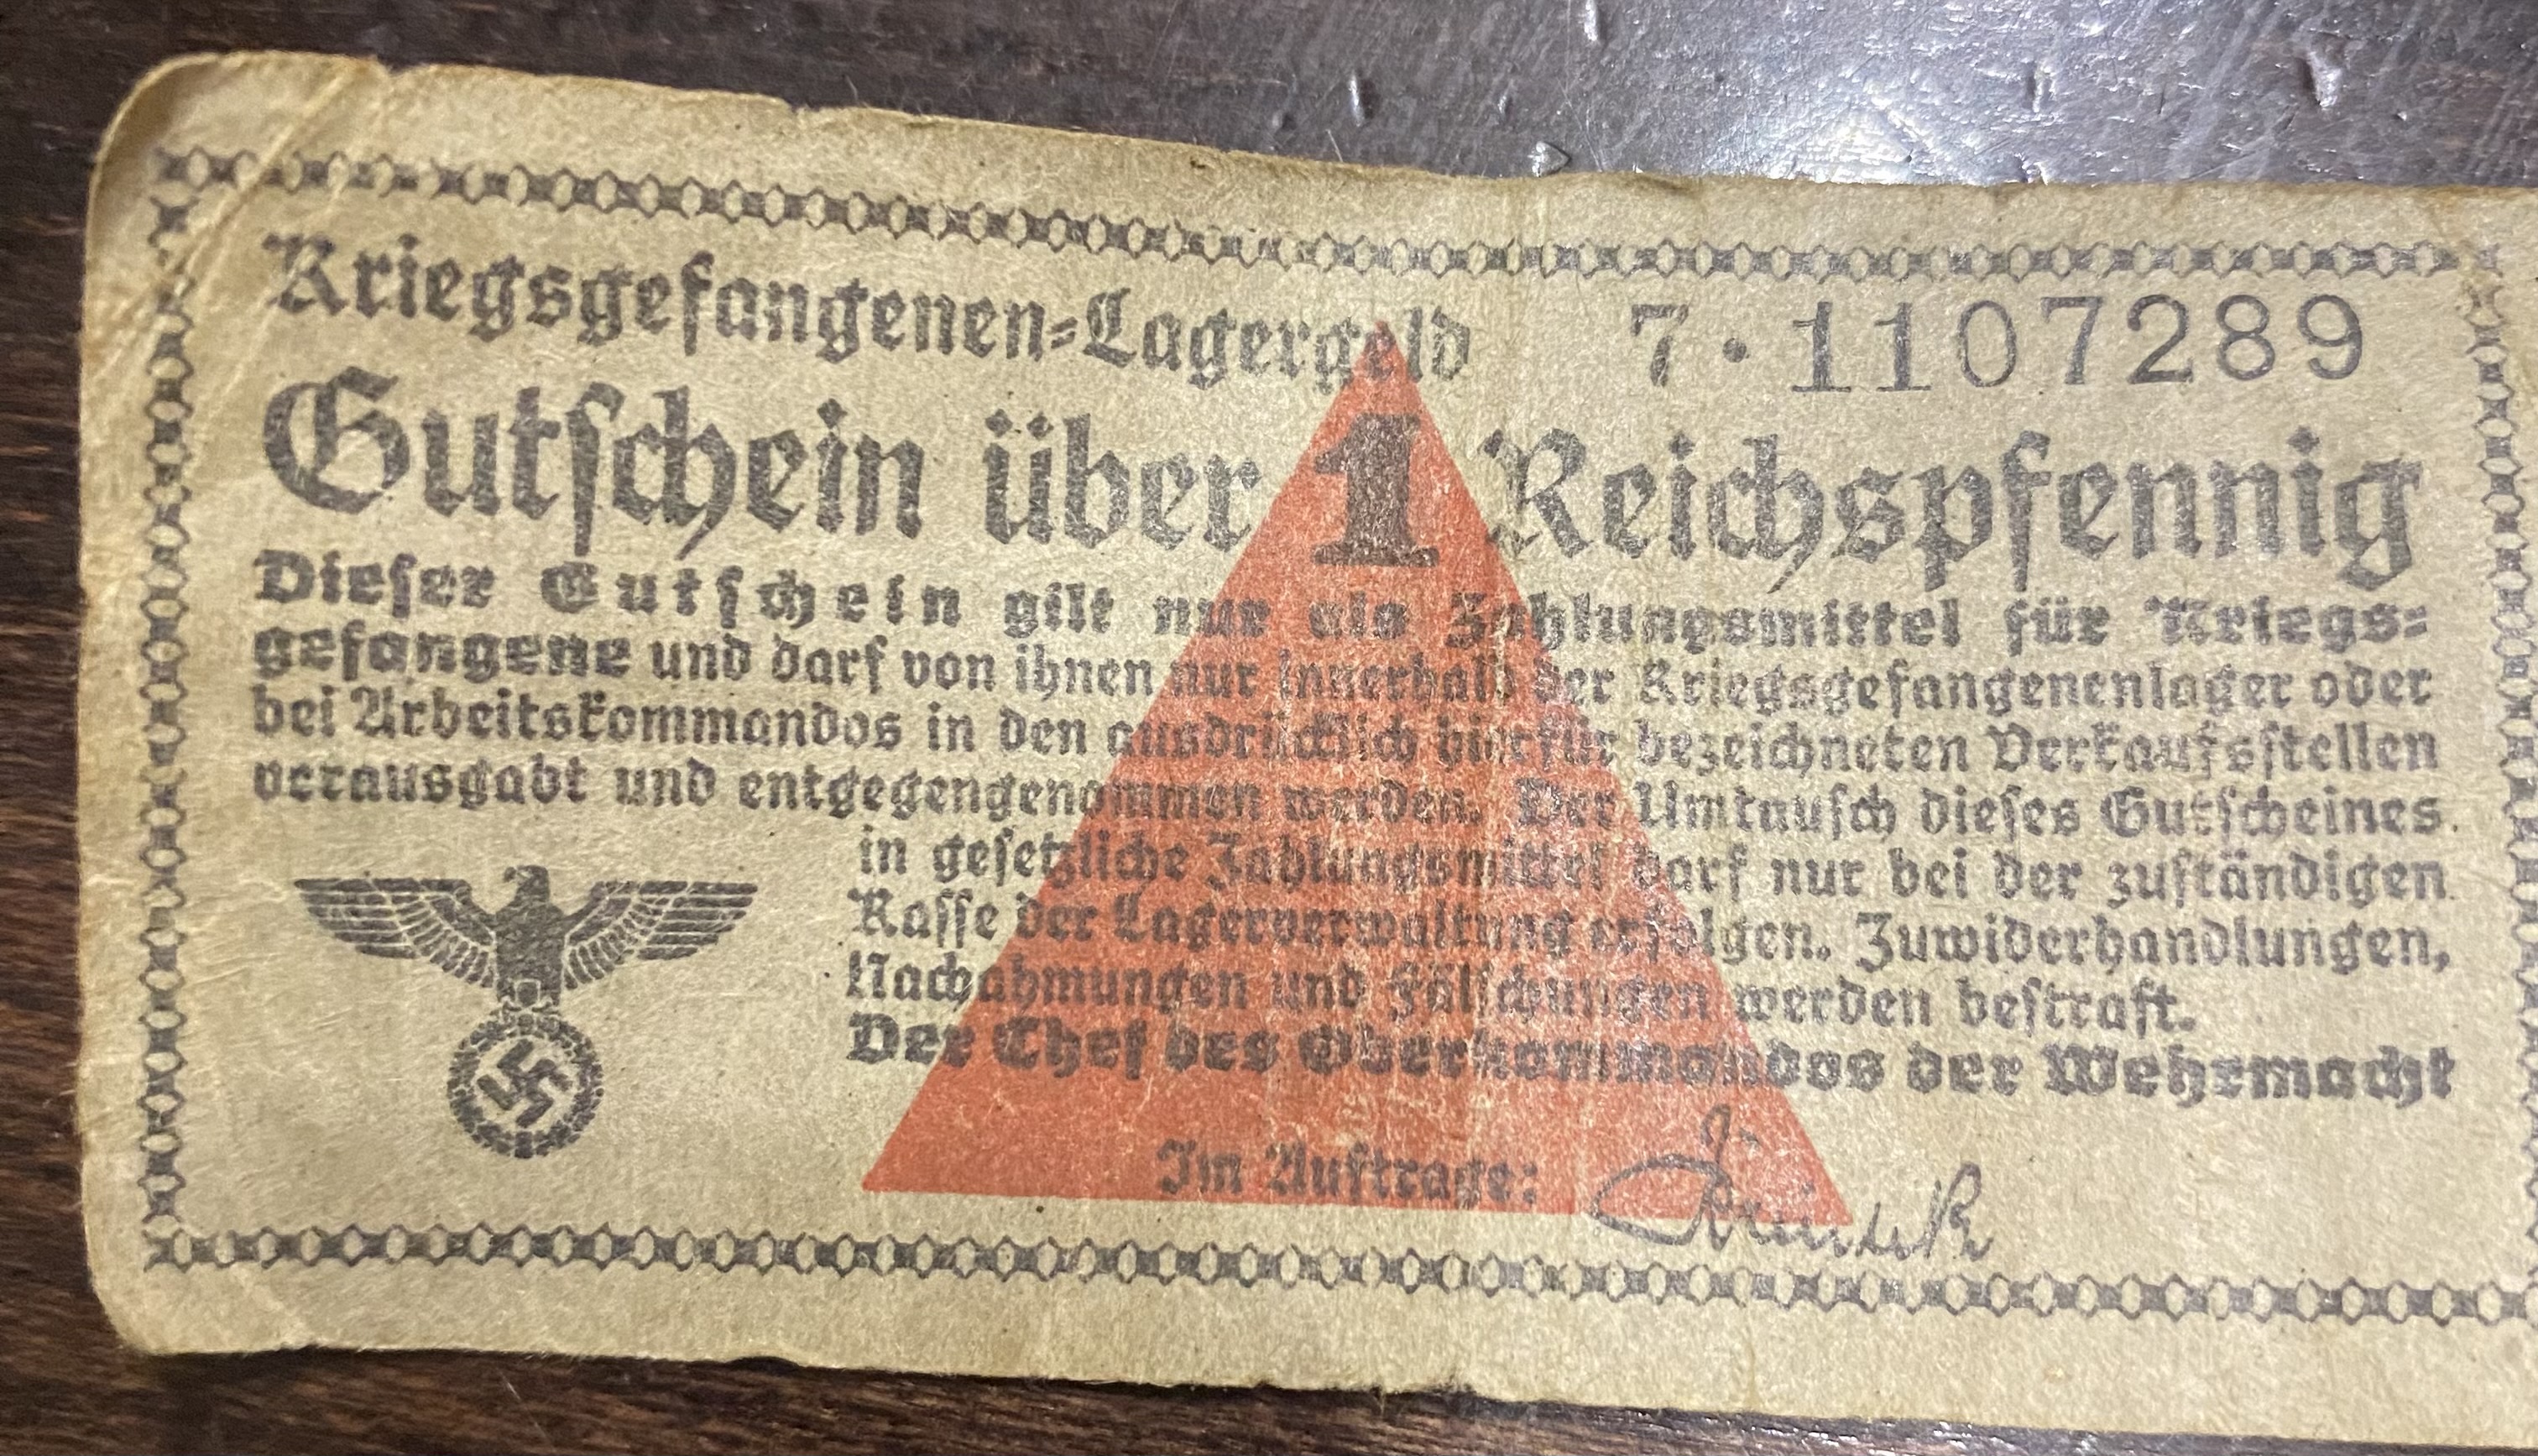 Kriegsgefangenen-Lagergeld 7·1107289
Gutschein über 1 Reichspfennig
Dieser Gutschein gilt nur als Zahlungsmittel für Kriegs-
gefangene und darf von ihnen nur innerhalb der Kriegsgefangenenlager oder
bei Arbeitskommandos in den ausdrücklich hierfür bezeichneten Verkaufsstellen
verausgabt und entgegengenommen werden. Der Umtausch dieses Gutscheines
in gesetzliche Zahlungsmittel darf nur bei der zuständigen
Kasse der Lagerverwaltung erfolgen. Zuwiderhandlungen,
Nachahmungen und Fälschungen werden bestraft.
Der Chef des Oberkommandos der Wehrmacht
Im Auftrage: